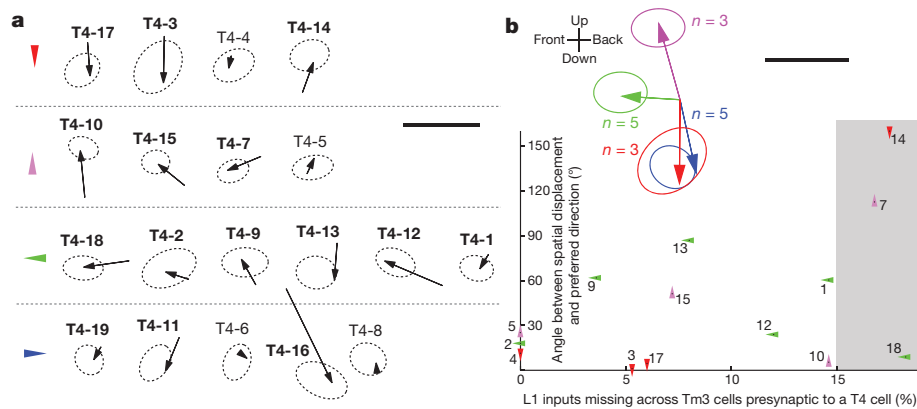 a
T4-17 T4-3 T4-4 T4-14
T4-10 T4-15 T4-7 T4-5
T4-18 T4-2 T4-9 T4-13 T4-12 T4-1
T4-19 T4-11 T4-6 T4-16 T4-8
b
Up
Front Back
Down
n = 3
n = 5
n = 5
n = 3
Angle between spatial displacement
and preferred direction (°)
150
120
90
60
30
0
14
7
13
9
15
1
5
2
4
12
3
17
10
18
0 5 10 15
L1 inputs missing across Tm3 cells presynaptic to a T4 cell (%)